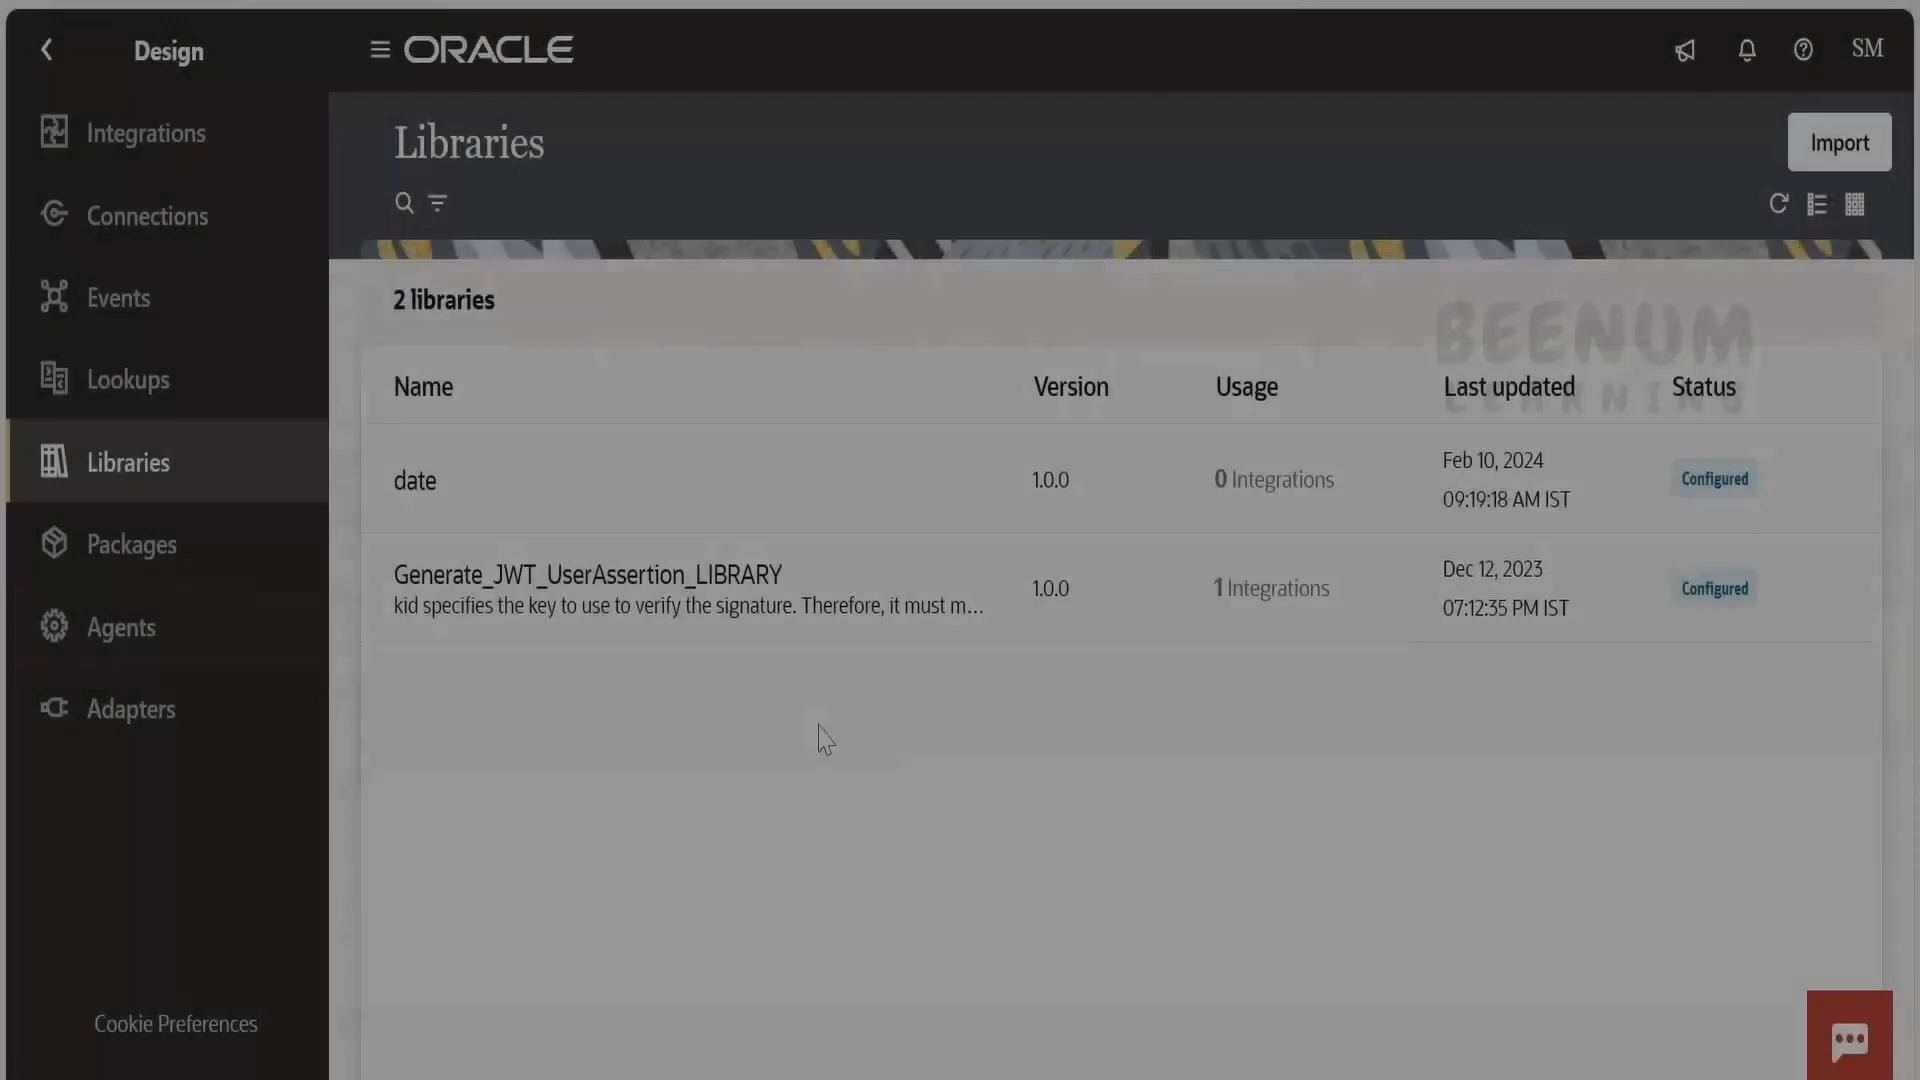 Design
ORACLE
SM
Integrations
Connections
Events
Lookups
Libraries
Packages
Agents
Adapters
Cookie Preferences
Libraries
Import
2 libraries
BEENUM
LEARNING
Name Version Usage Last updated Status
date 1.0.0 0 Integrations Feb 10, 2024 Configured
09:19:18 AM IST
Generate_JWT_UserAssertion_LIBRARY 1.0.0 1 Integrations Dec 12, 2023 Configured
kid specifies the key to use to verify the signature. Therefore, it must m... 07:12:35 PM IST